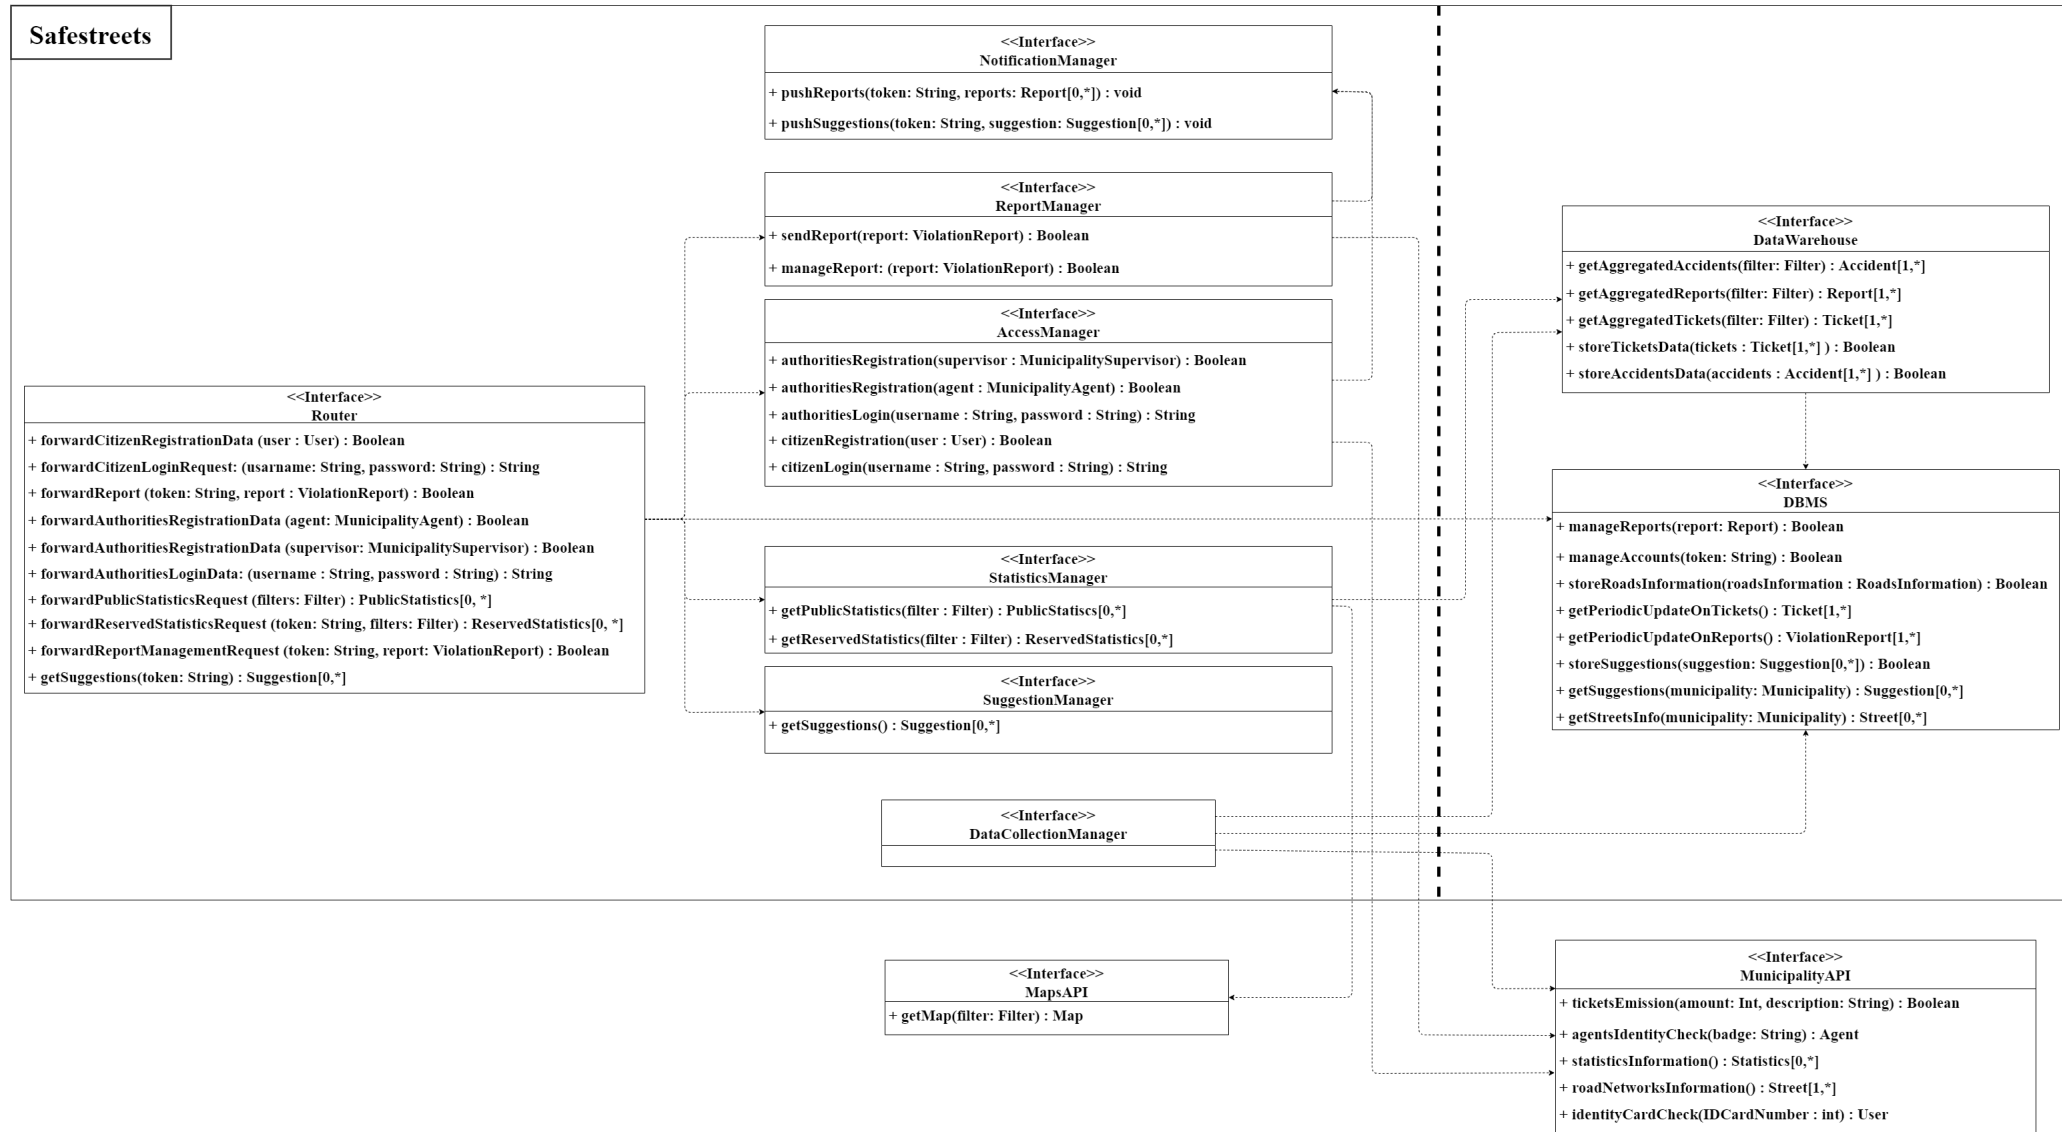 Safestreets
<<Interface>>
NotificationManager
+ pushReports(token: String, reports: Report[0,*]) : void
+ pushSuggestions(token: String, suggestion: Suggestion[0,*]) : void
<<Interface>>
ReportManager
+ sendReport(report: ViolationReport) : Boolean
+ manageReport: (report: ViolationReport) : Boolean
<<Interface>>
AccessManager
+ authoritiesRegistration(supervisor : MunicipalitySupervisor) : Boolean
+ authoritiesRegistration(agent : MunicipalityAgent) : Boolean
+ authoritiesLogin(username : String, password : String) : String
+ citizenRegistration(user : User) : Boolean
+ citizenLogin(username : String, password : String) : String
<<Interface>>
Router
+ forwardCitizenRegistrationData (user : User) : Boolean
+ forwardCitizenLoginRequest: (usarname: String, password: String) : String
+ forwardReport (token: String, report : ViolationReport) : Boolean
+ forwardAuthoritiesRegistrationData (agent: MunicipalityAgent) : Boolean
+ forwardAuthoritiesRegistrationData (supervisor: MunicipalitySupervisor) : Boolean
+ forwardAuthoritiesLoginData: (username : String, password : String) : String
+ forwardPublicStatisticsRequest (filters: Filter) : PublicStatistics[0, *]
+ forwardReservedStatisticsRequest (token: String, filters: Filter) : ReservedStatistics[0, *]
+ forwardReportManagementRequest (token: String, report: ViolationReport) : Boolean
+ getSuggestions(token: String) : Suggestion[0,*]
<<Interface>>
StatisticsManager
+ getPublicStatistics(filter : Filter) : PublicStatiscs[0,*]
+ getReservedStatistics(filter : Filter) : ReservedStatistics[0,*]
<<Interface>>
SuggestionManager
+ getSuggestions() : Suggestion[0,*]
<<Interface>>
DataCollectionManager
<<Interface>>
DataWarehouse
+ getAggregatedAccidents(filter: Filter) : Accident[1,*]
+ getAggregatedReports(filter: Filter) : Report[1,*]
+ getAggregatedTickets(filter: Filter) : Ticket[1,*]
+ storeTicketsData(tickets : Ticket[1,*] ) : Boolean
+ storeAccidentsData(accidents : Accident[1,*] ) : Boolean
<<Interface>>
DBMS
+ manageReports(report: Report) : Boolean
+ manageAccounts(token: String) : Boolean
+ storeRoadsInformation(roadsInformation : RoadsInformation) : Boolean
+ getPeriodicUpdateOnTickets() : Ticket[1,*]
+ getPeriodicUpdateOnReports() : ViolationReport[1,*]
+ storeSuggestions(suggestion: Suggestion[0,*]) : Boolean
+ getSuggestions(municipality: Municipality) : Suggestion[0,*]
+ getStreetsInfo(municipality: Municipality) : Street[0,*]
<<Interface>>
MapsAPI
+ getMap(filter: Filter) : Map
<<Interface>>
MunicipalityAPI
+ ticketsEmission(amount: Int, description: String) : Boolean
+ agentsIdentityCheck(badge: String) : Agent
+ statisticsInformation() : Statistics[0,*]
+ roadNetworksInformation() : Street[1,*]
+ identityCardCheck(IDCardNumber : int) : User